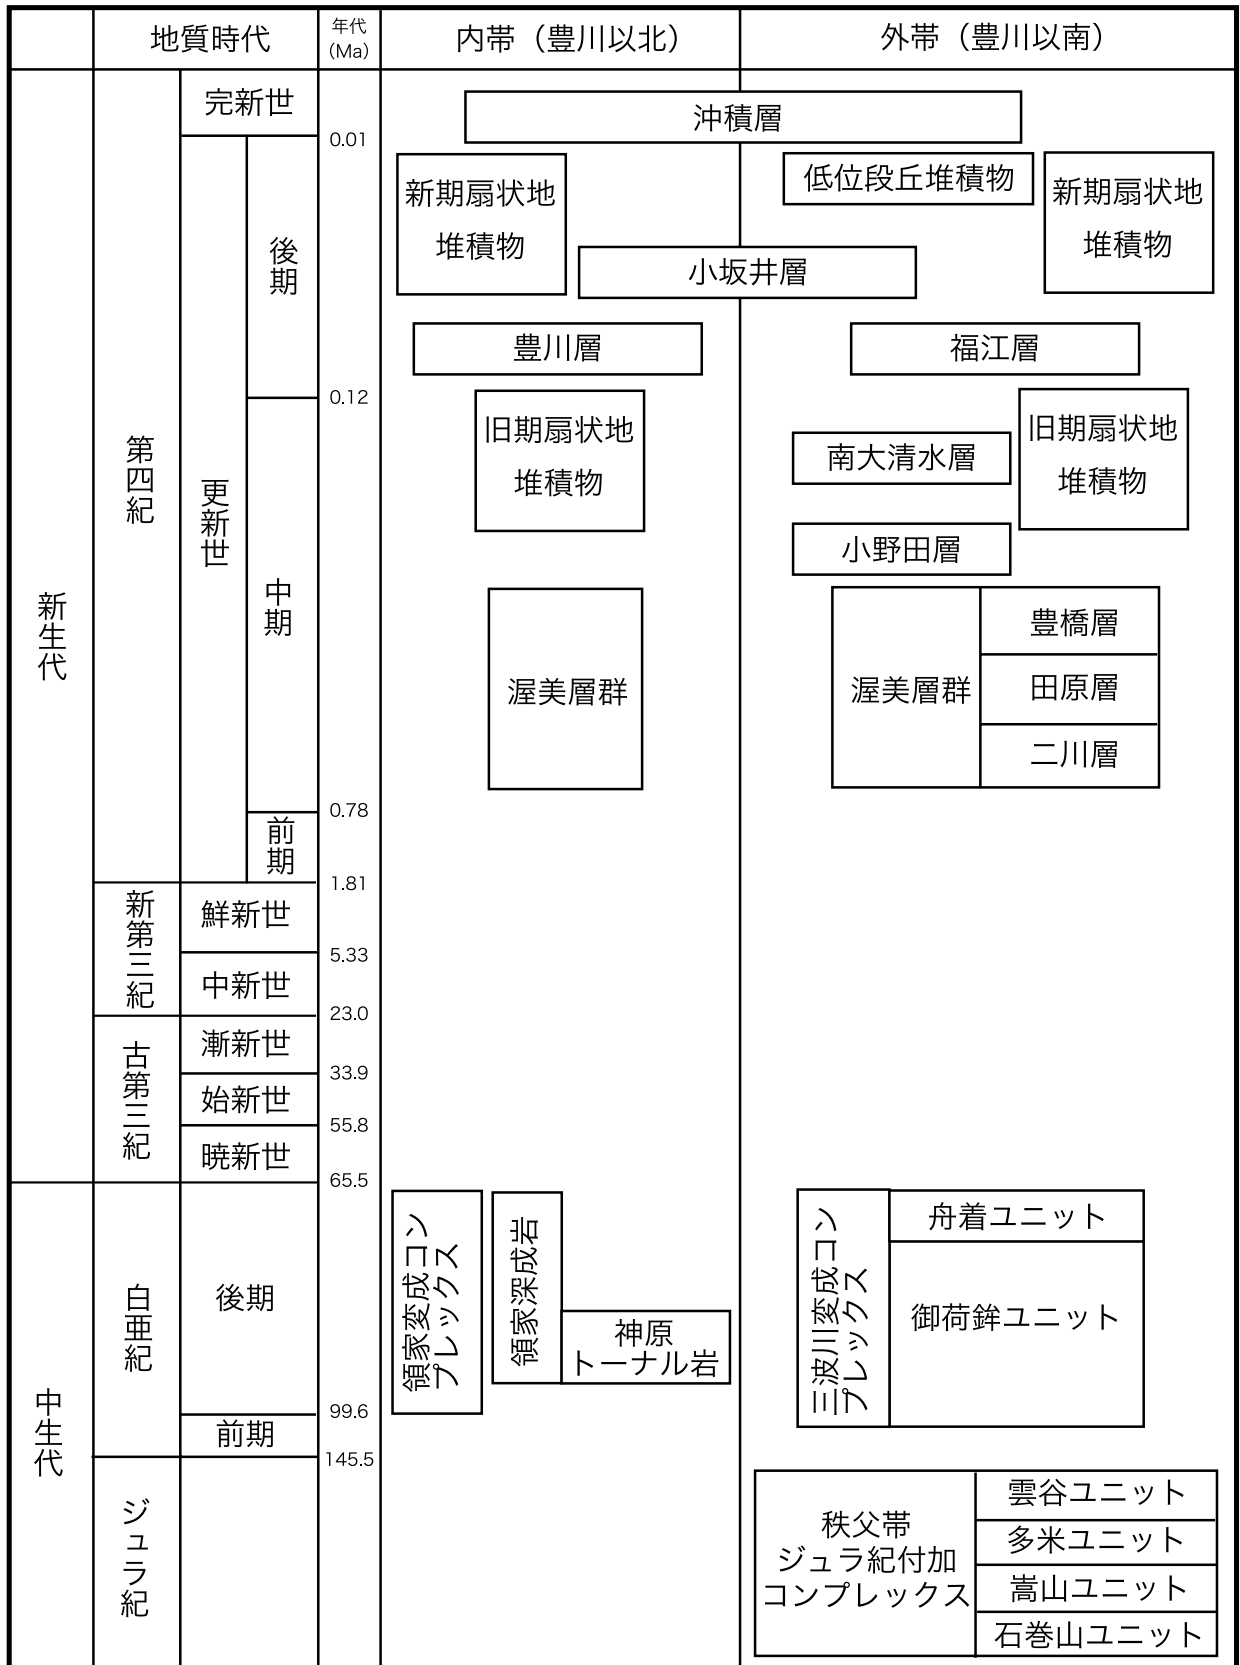 地質時代
年代
(Ma)
内帯（豊川以北）
外帯（豊川以南）
新生代
第四紀
完新世
0.01
沖積層
更新世
後期
新期扇状地
堆積物
低位段丘堆積物
新期扇状地
堆積物
小坂井層
豊川層
福江層
0.12
中期
旧期扇状地
堆積物
南大清水層
旧期扇状地
堆積物
小野田層
渥美層群
渥美層群
豊橋層
田原層
二川層
0.78
前期
1.81
新第三紀
鮮新世
5.33
中新世
23.0
古第三紀
漸新世
33.9
始新世
55.8
暁新世
65.5
中生代
白亜紀
後期
領家変成コン
プレックス
領家深成岩
神原
トーナル岩
三波川変成コン
プレックス
舟着ユニット
御荷鉾ユニット
99.6
前期
145.5
ジュラ紀
秩父帯
ジュラ紀付加
コンプレックス
雲谷ユニット
多米ユニット
嵩山ユニット
石巻山ユニット